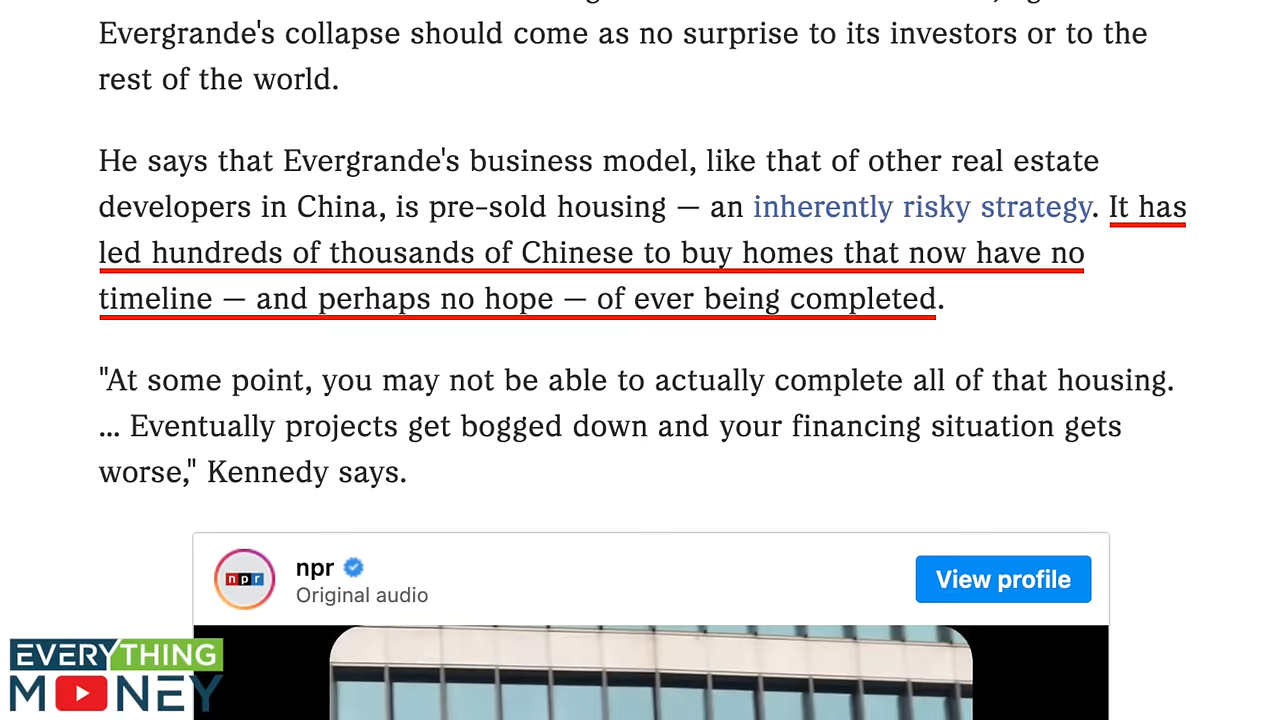 Evergrande's collapse should come as no surprise to its investors or to the
rest of the world.
He says that Evergrande's business model, like that of other real estate
developers in China, is pre-sold housing — an inherently risky strategy. It has
led hundreds of thousands of Chinese to buy homes that now have no
timeline — and perhaps no hope — of ever being completed.
"At some point, you may not be able to actually complete all of that housing.
... Eventually projects get bogged down and your financing situation gets
worse," Kennedy says.
npr
npr
Original audio
View profile
EVERYTHING
MONEY